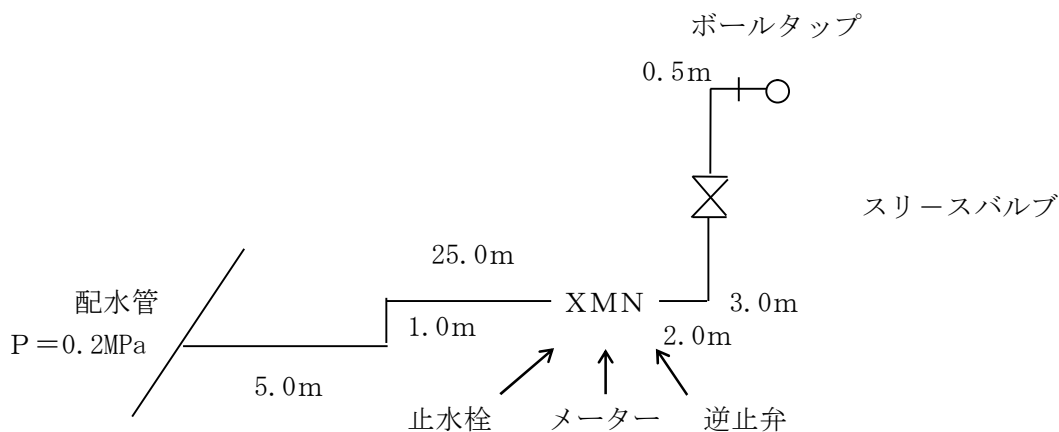 ボールタップ
0.5m
スリースバルブ
25.0m
配水管
XMN
3.0m
1.0m
P=0.2MPa
2.0m
5.0m
止水栓 メーター 逆止弁